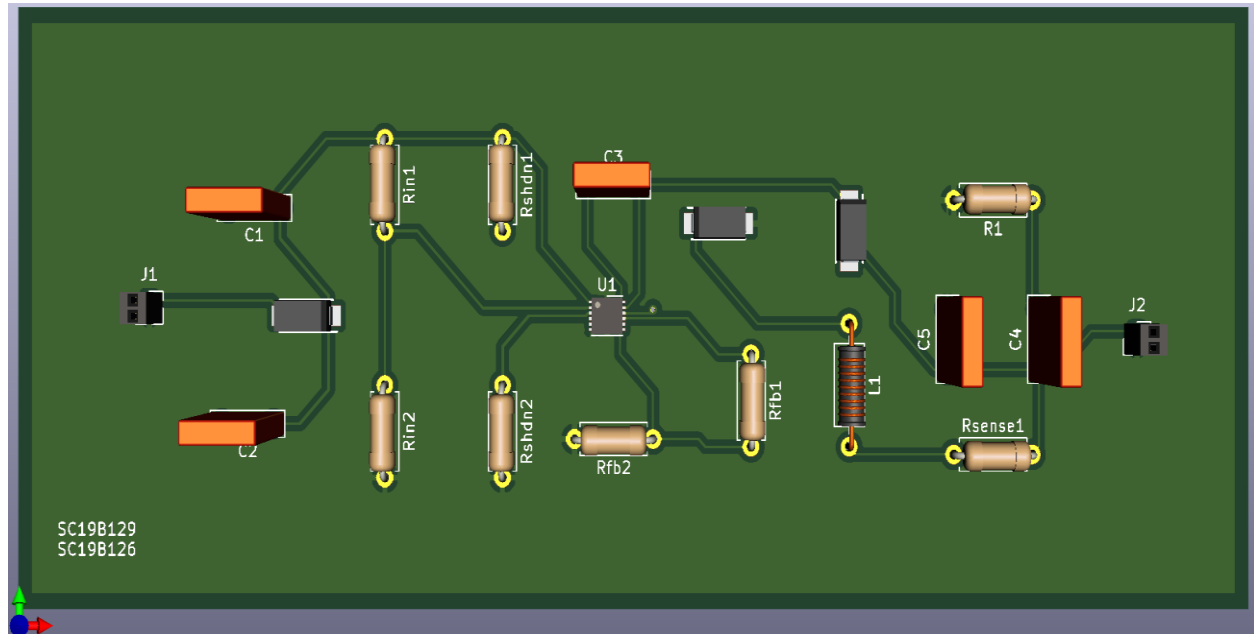 C3
Rin1
Rshdn1
C1
R1
J1
U1
J2
C5
C4
Rfb1
L1
C2
Rin2
Rshdn2
Rfb2
Rsense1
SC19B129
SC19B126